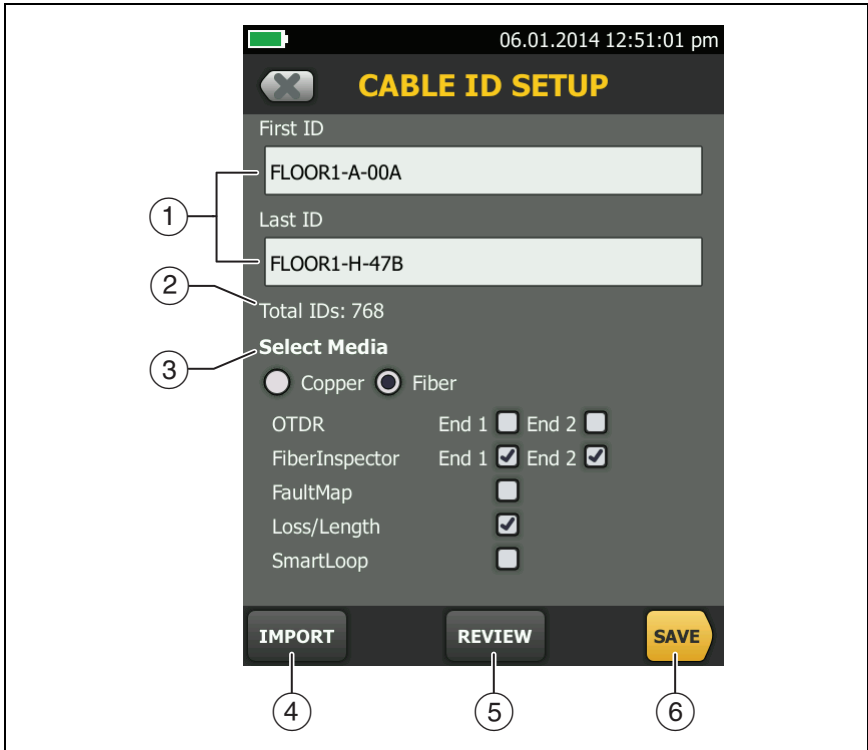 06.01.2014 12:51:01 pm
CABLE ID SETUP
First ID
FLOOR1-A-00A
1
Last ID
FLOOR1-H-47B
2
Total IDs: 768
Select Media
3
Copper Fiber
OTDR End 1 End 2
FiberInspector End 1 End 2
FaultMap
Loss/Length
SmartLoop
IMPORT REVIEW SAVE
4 5 6